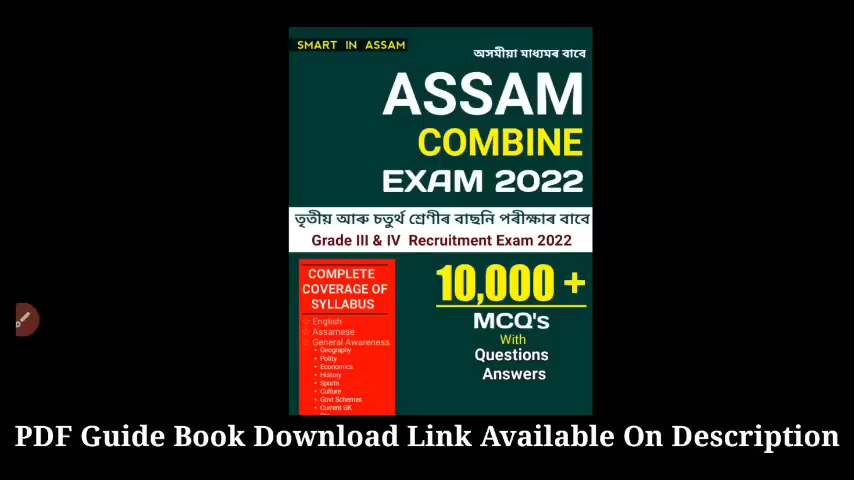 SMART IN ASSAM
অসমীয়া মাধ্যমৰ বাবে
ASSAM
COMBINE
EXAM 2022
তৃতীয় আৰু চতুৰ্থ শ্ৰেণীৰ বাছনি পৰীক্ষাৰ বাবে
Grade III & IV Recruitment Exam 2022
COMPLETE
COVERAGE OF
SYLLABUS
☆ English
☆ Assamese
☆ General Awareness
• Geography
• Polity
• Economics
• History
• Sports
• Culture
• Govt Schemes
• Current GK
10,000 +
MCQ's
With
Questions
Answers
PDF Guide Book Download Link Available On Description